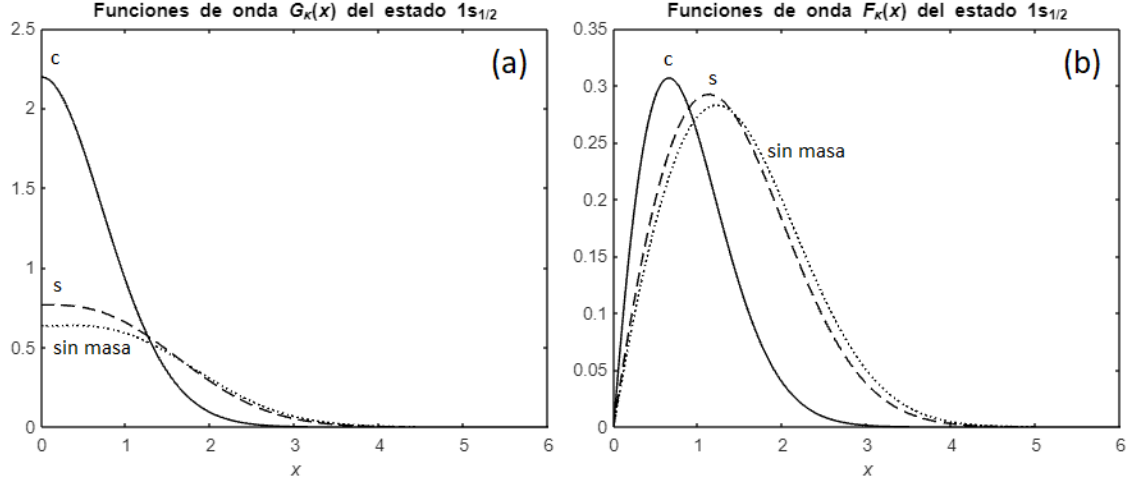 Funciones de onda Gκ(x) del estado 1s1/2
(a)
c
s
sin masa
2.5
2
1.5
1
0.5
0
0 1 2 3 4 5 6
x
Funciones de onda Fκ(x) del estado 1s1/2
(b)
c
s
sin masa
0.35
0.3
0.25
0.2
0.15
0.1
0.05
0
0 1 2 3 4 5 6
x